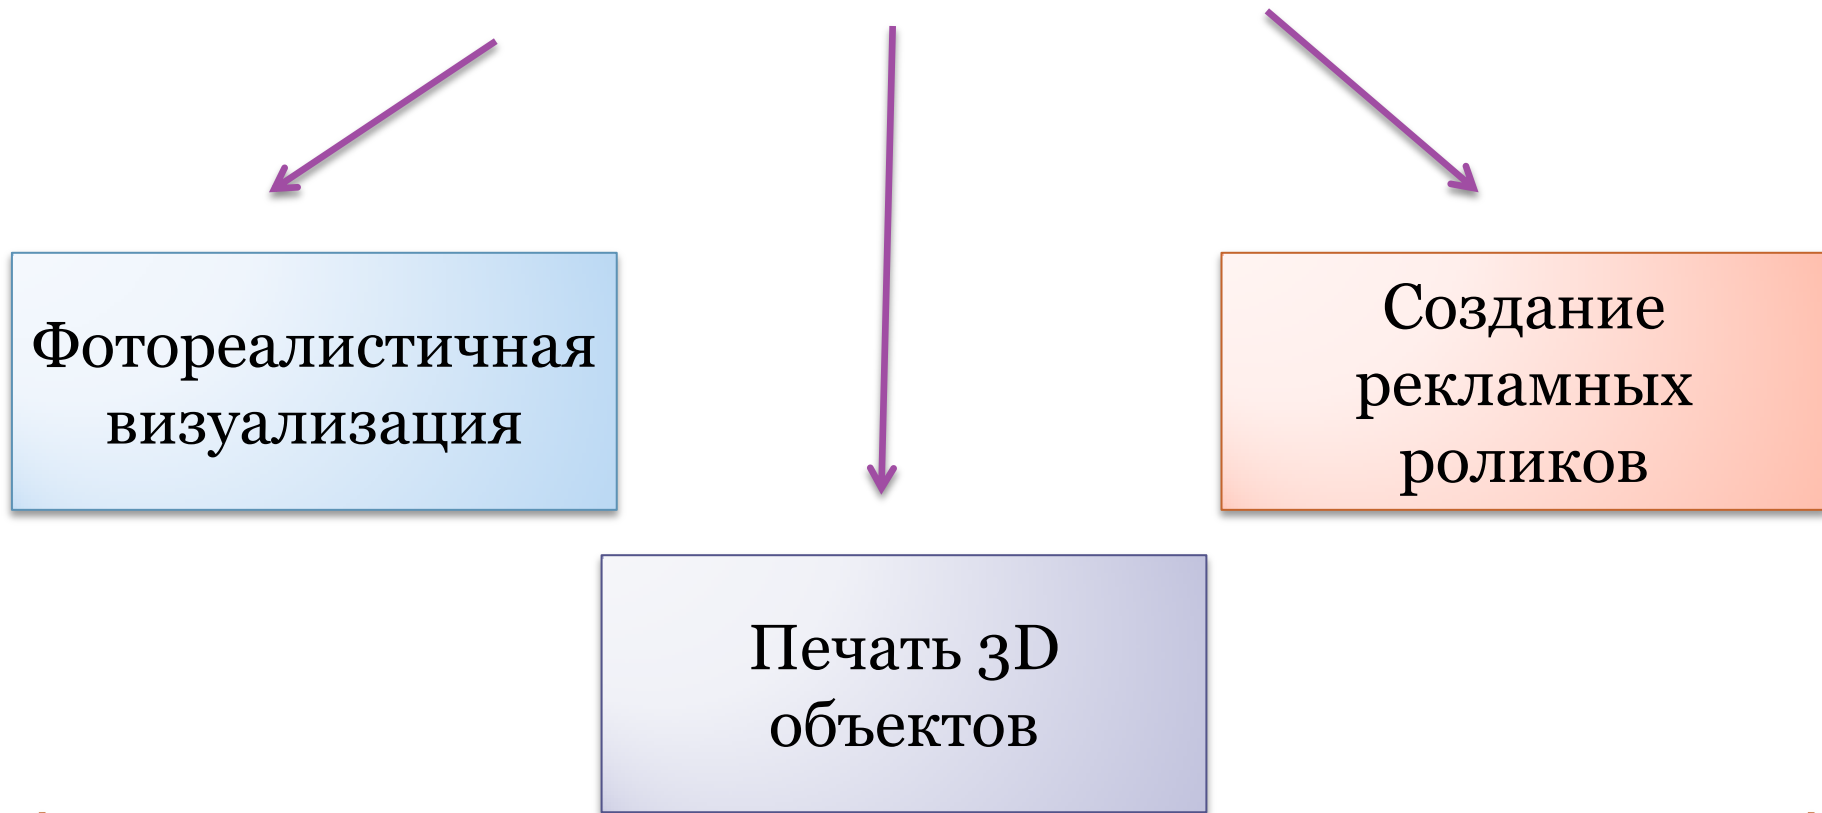 Фотореалистичная
визуализация
Создание
рекламных
роликов
Печать 3D
объектов